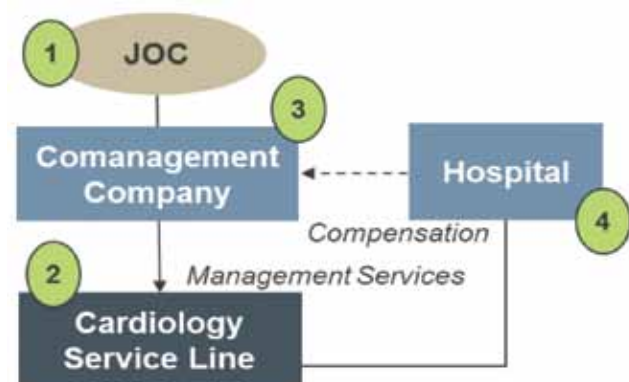 1
JOC
3
Comanagement
Company
Hospital
4
Compensation
Management Services
2
Cardiology
Service Line